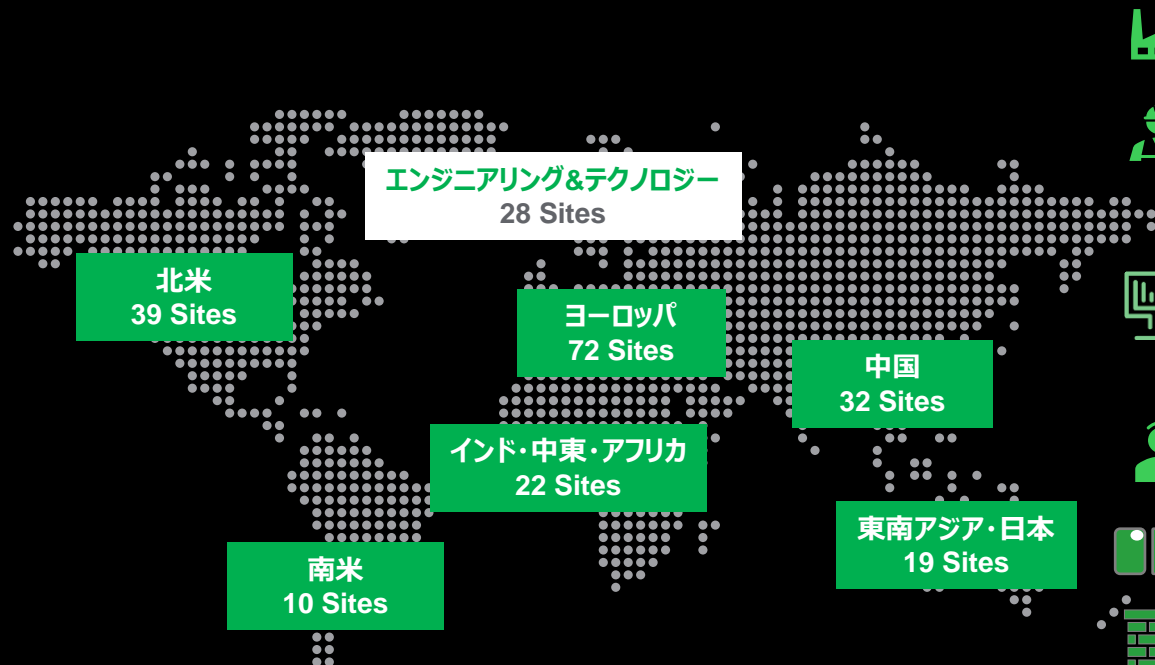 エンジニアリング&テクノロジー
28 Sites
北米
39 Sites
ヨーロッパ
72 Sites
中国
32 Sites
インド・中東・アフリカ
22 Sites
東南アジア・日本
19 Sites
南米
10 Sites